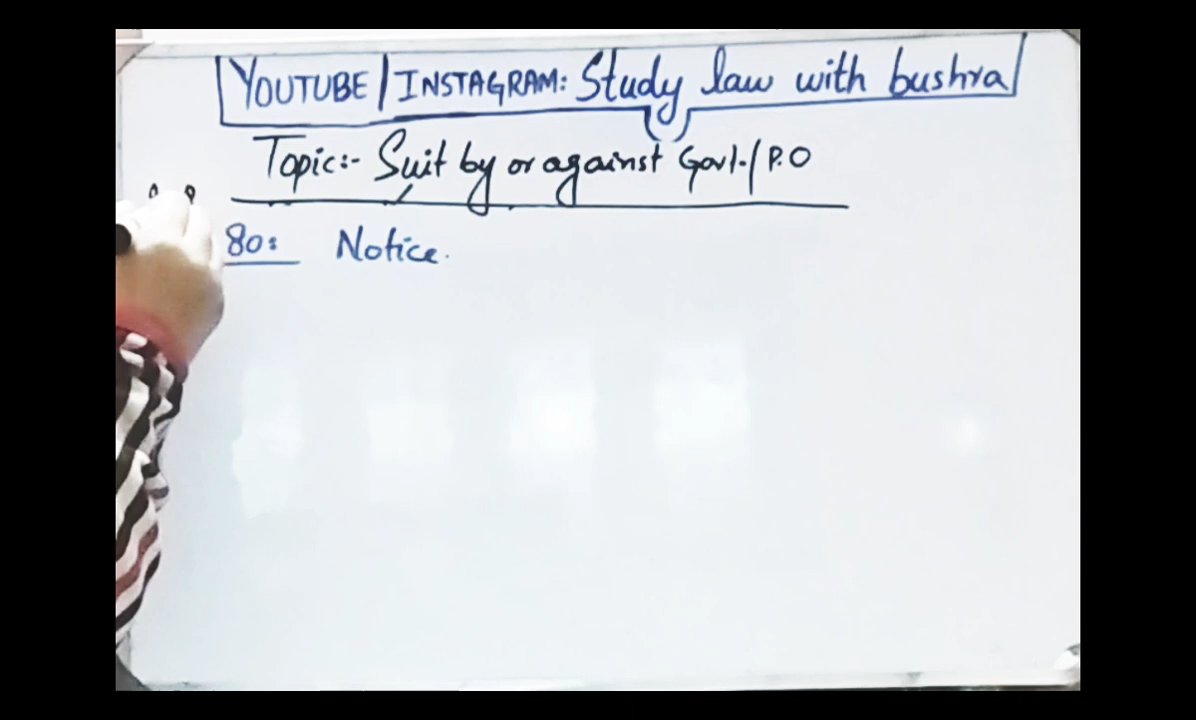 YOUTUBE | INSTAGRAM: Study law with bushra
Topic:- Suit by or against Govt./P.O
80: Notice.